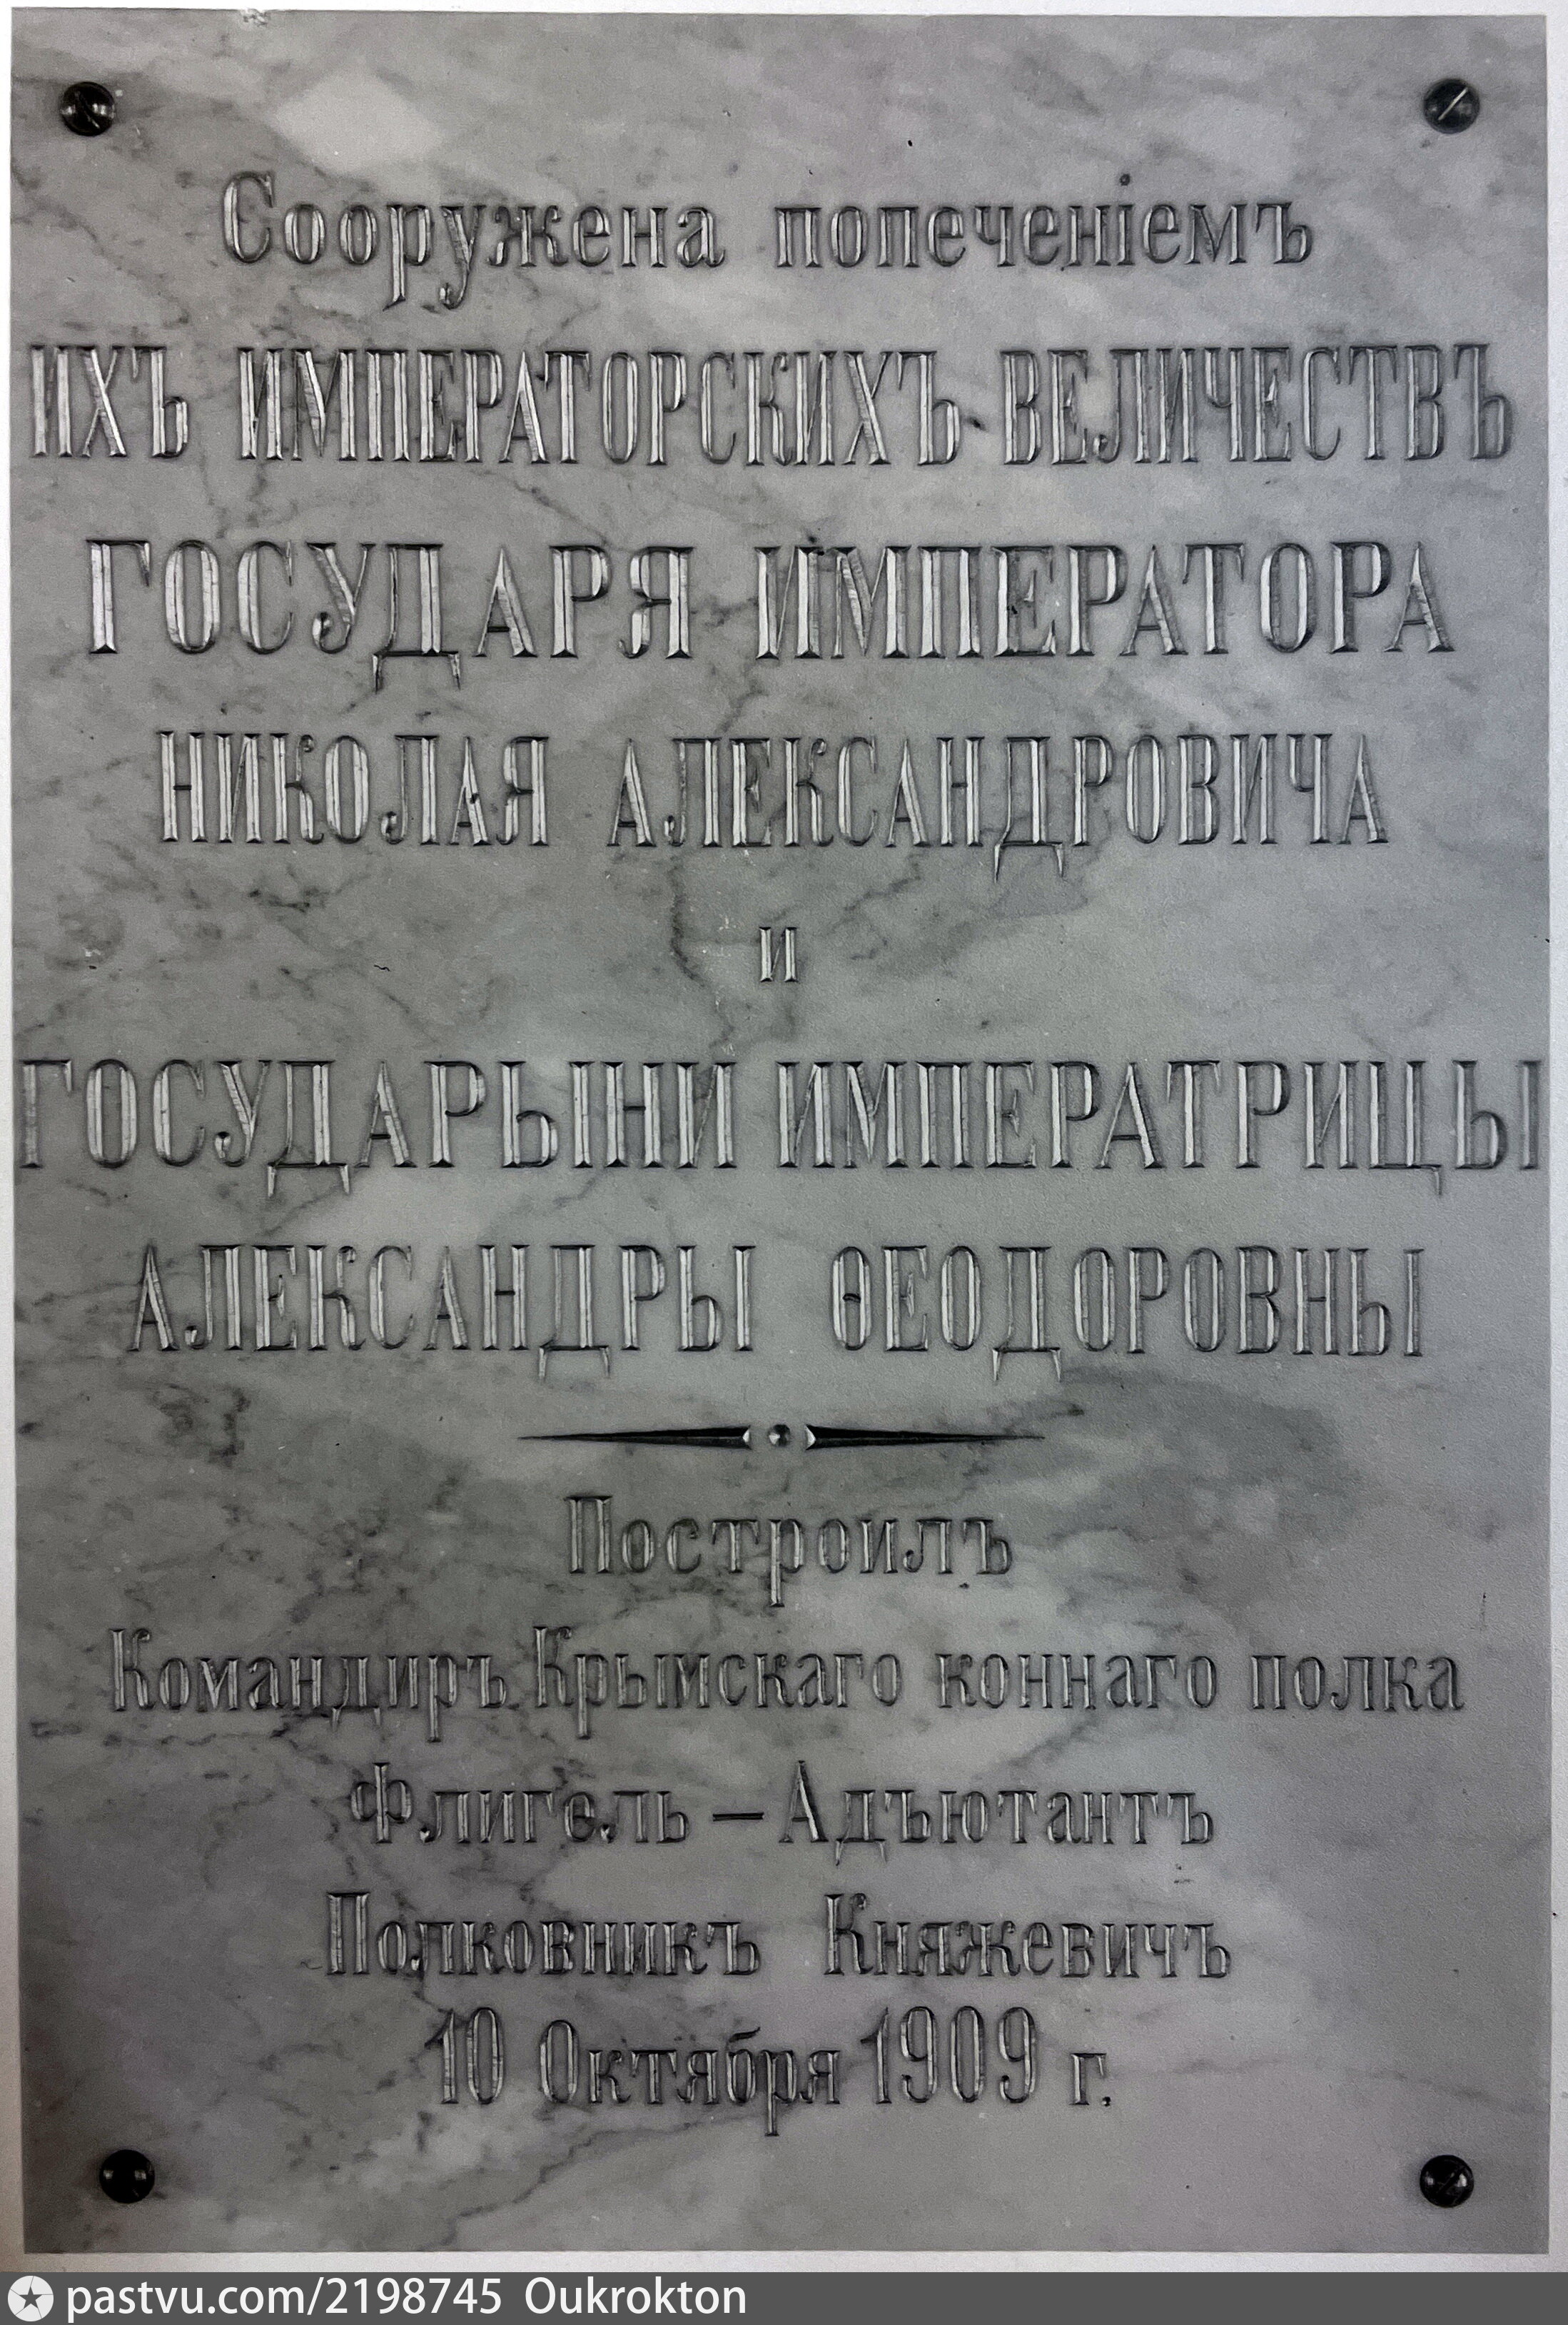 Сооружена попеченіемъ
ИХЪ ИМПЕРАТОРСКИХЪ ВЕЛИЧЕСТВЪ
ГОСУДАРЯ ИМПЕРАТОРА
НИКОЛАЯ АЛЕКСАНДРОВИЧА
и
ГОСУДАРЫНИ ИМПЕРАТРИЦЫ
АЛЕКСАНДРЫ ѲЕОДОРОВНЫ
Построилъ
Командиръ Крымскаго коннаго полка
Флигель-Адъютантъ
Полковникъ Княжевичъ
10 Октября 1909 г.
pastvu.com/2198745 Oukrokton